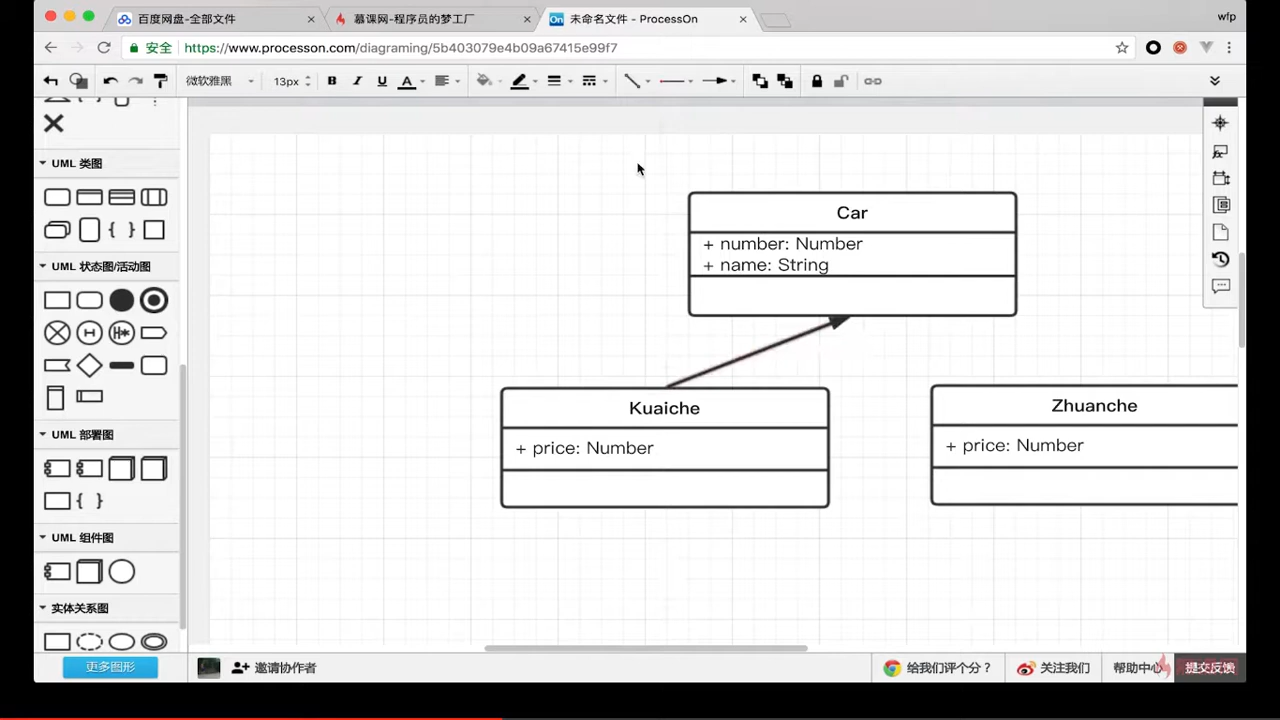 百度网盘-全部文件
慕课网-程序员的梦工厂
On 未命名文件 - ProcessOn
wfp
安全 https://www.processon.com/diagraming/5b403079e4b09a67415e99f7
微软雅黑 13px B I U A
UML 类图
UML 状态图/活动图
UML 部署图
UML 组件图
实体关系图
更多图形
Car
+ number: Number
+ name: String
Kuaiche
+ price: Number
Zhuanche
+ price: Number
邀请协作者
给我们评个分？
关注我们
帮助中心
提交反馈